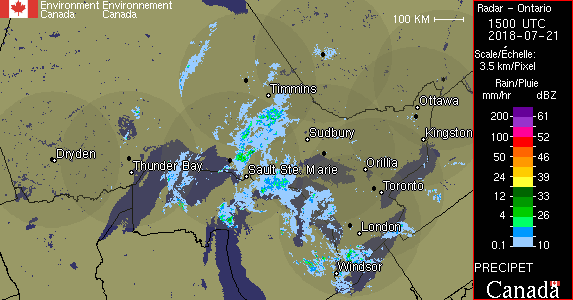 Environment Environnement
Canada Canada
100 KM
Timmins
Ottawa
Sudbury
Kingston
Dryden
Thunder Bay
Sault Ste. Marie
Orillia
Toronto
London
Windsor
Radar - Ontario
1500 UTC
2018-07-21
Scale/Échelle:
3.5 km/Pixel
Rain/Pluie
mm/hr dBZ
200 61
100 52
50 46
24 39
12 33
4 26
0.1 10
PRECIPET
Canada